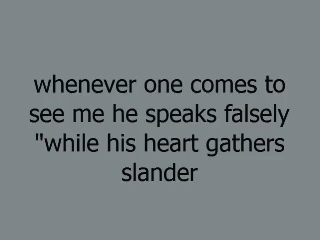 whenever one comes to
see me he speaks falsely
"while his heart gathers
slander